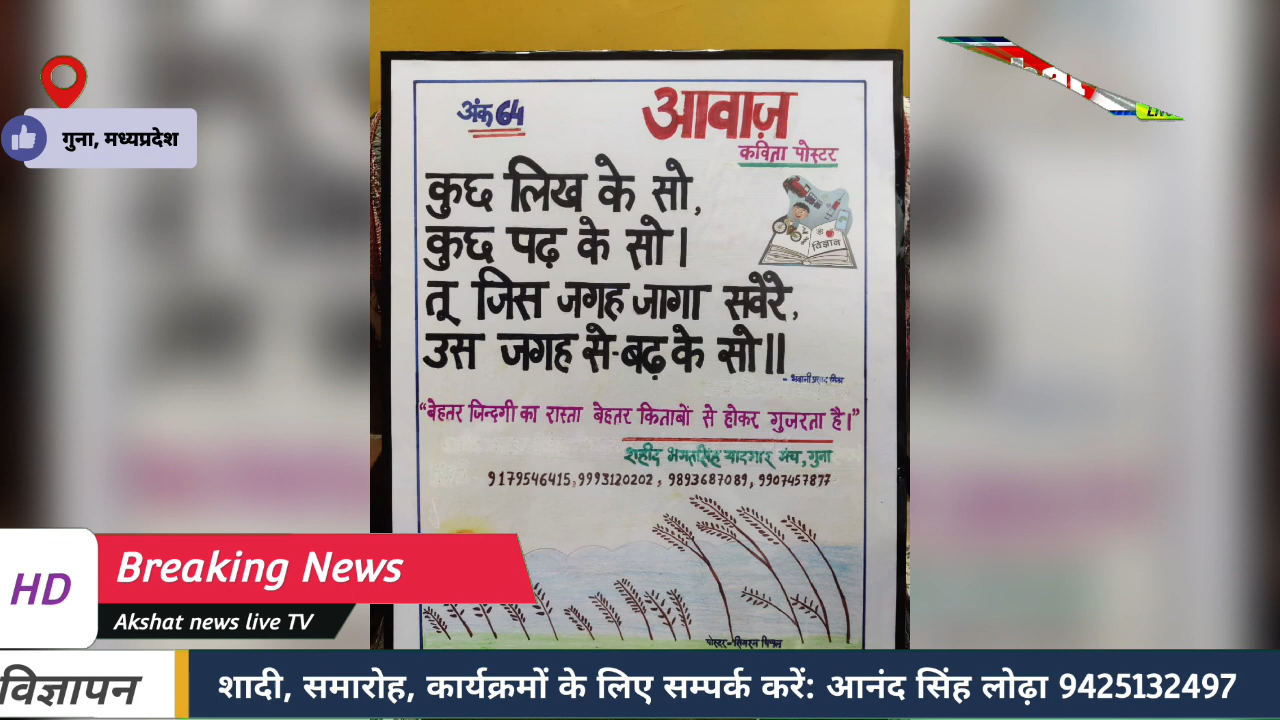 गुना, मध्यप्रदेश
अंक 64
आवाज़
कविता पोस्टर
कुछ लिख के सो,
कुछ पढ़ के सो।
तू जिस जगह जागा सवेरे,
उस जगह से-बढ़ के सो॥
विज्ञान
- भवानी प्रसाद मिश्र
“बेहतर जिन्दगी का रास्ता बेहतर किताबों से होकर गुजरता है।”
शहीद भगतसिंह यादगार मंच, गुना
9179546415, 9993120202, 9893687089, 9907457877
HD
Breaking News
Akshat news live TV
विज्ञापन
शादी, समारोह, कार्यक्रमों के लिए सम्पर्क करें: आनंद सिंह लोढ़ा 9425132497